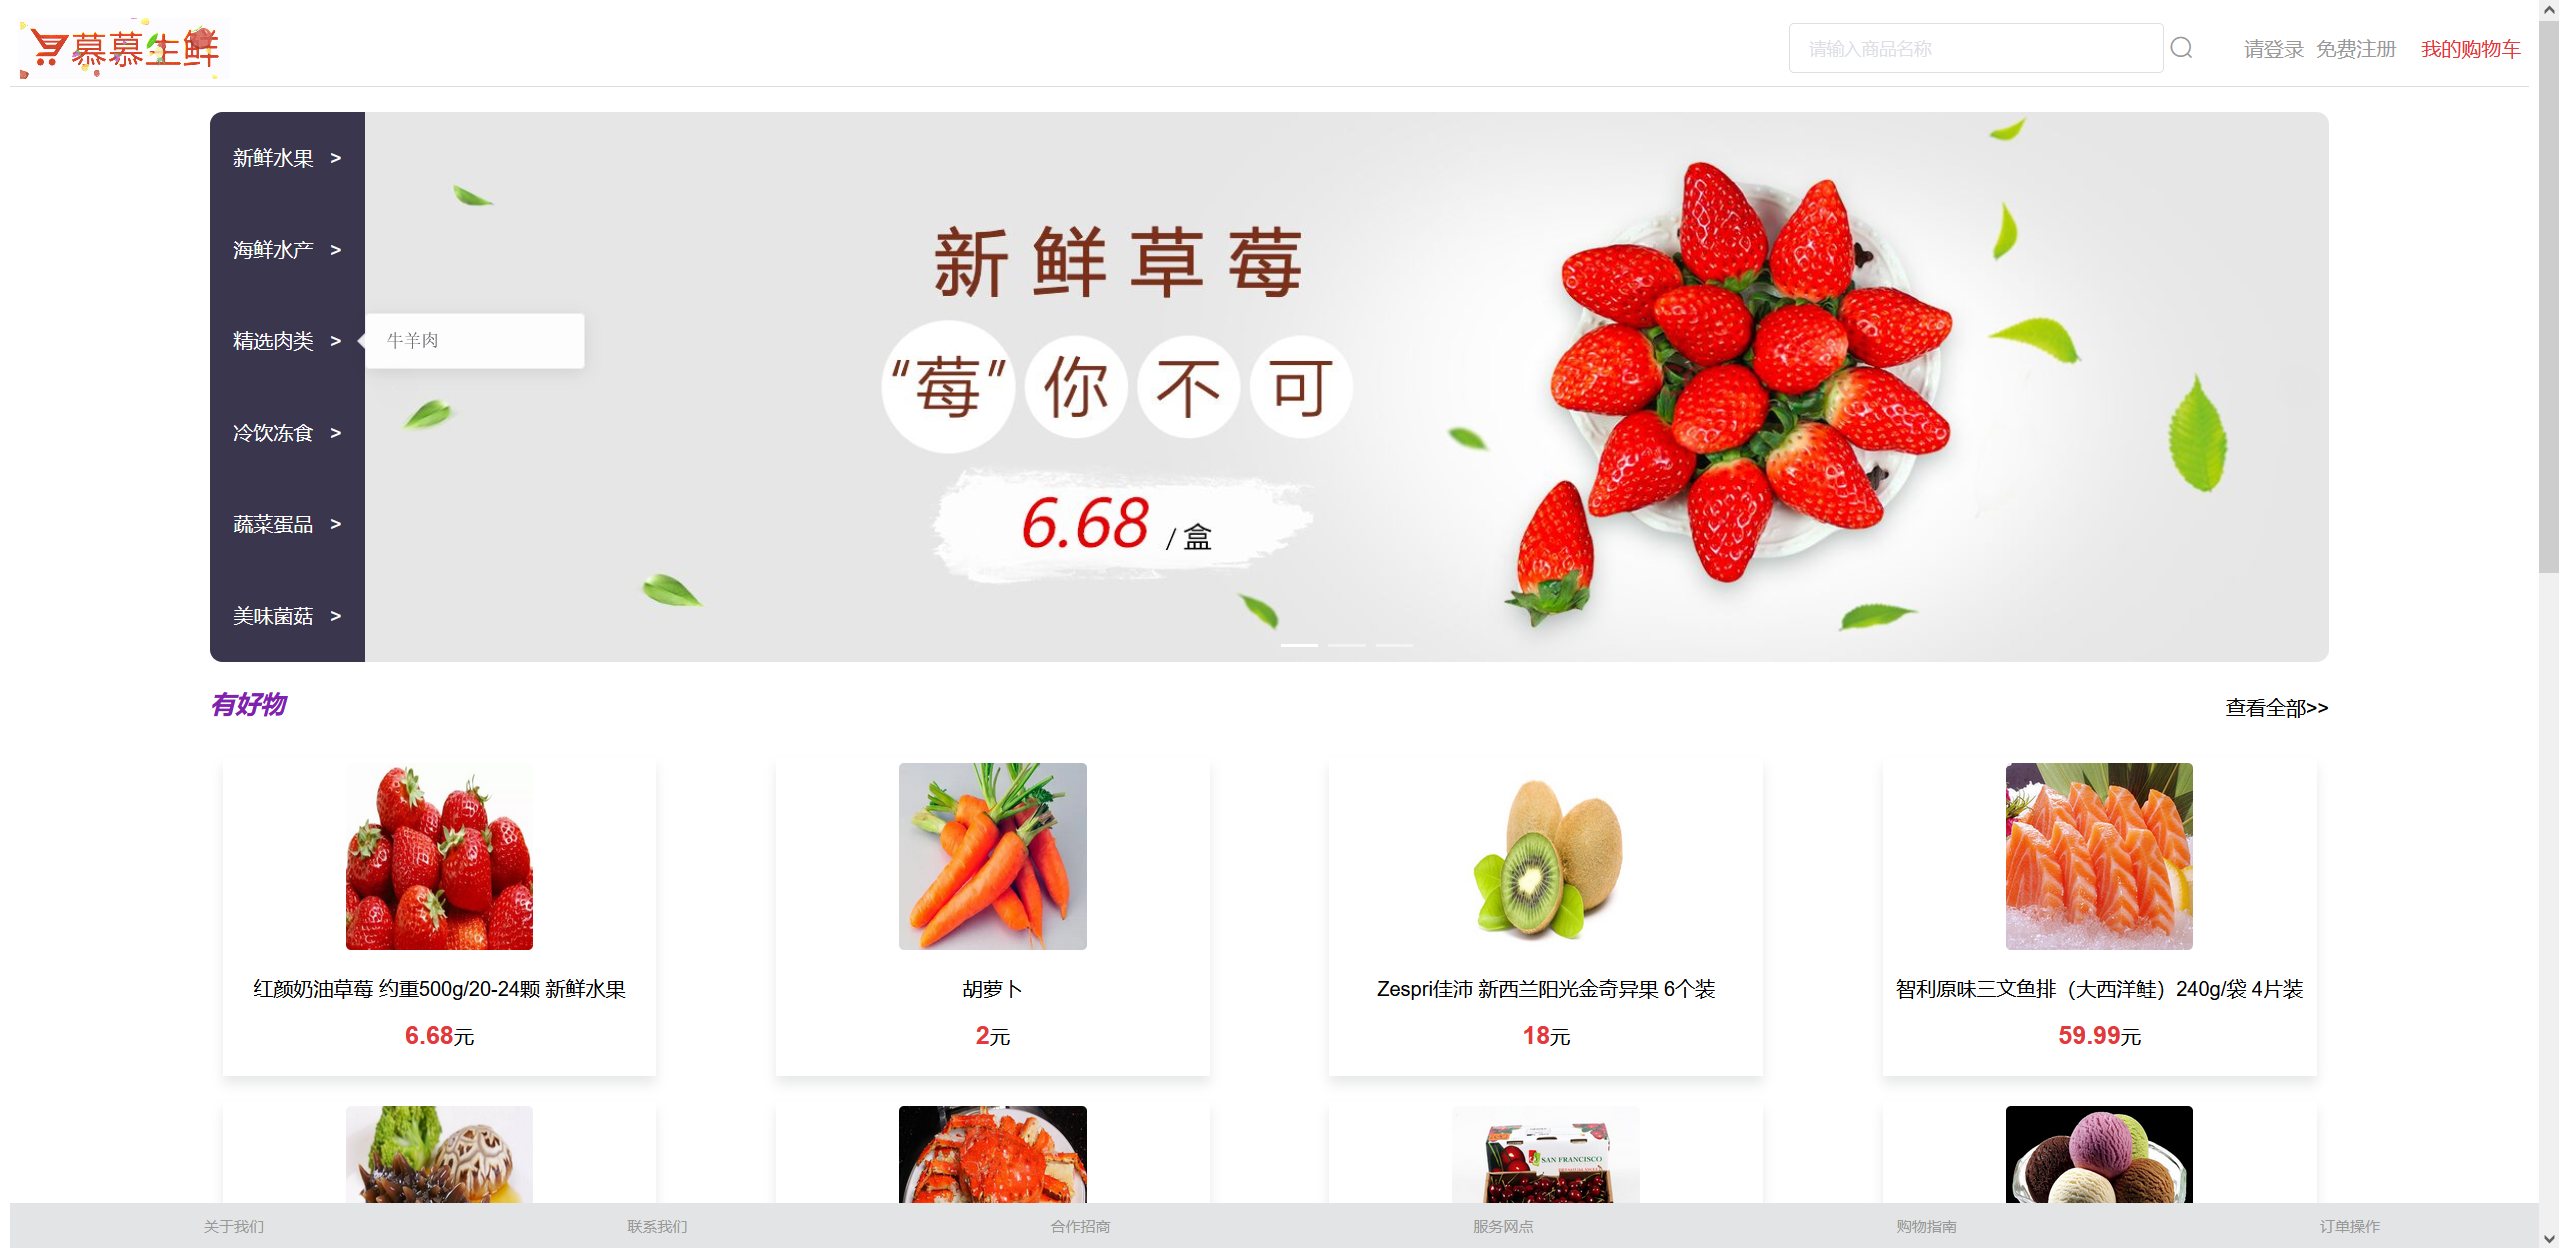 慕慕生鲜
请输入商品名称
请登录 免费注册 我的购物车
新鲜水果 >
海鲜水产 >
精选肉类 >
牛羊肉
冷饮冻食 >
蔬菜蛋品 >
美味菌菇 >
新鲜草莓
“莓”你不可
6.68 / 盒
有好物
查看全部>>
红颜奶油草莓 约重500g/20-24颗 新鲜水果
6.68元
胡萝卜
2元
Zespri佳沛 新西兰阳光金奇异果 6个装
18元
智利原味三文鱼排（大西洋鲑）240g/袋 4片装
59.99元
SAN FRANCISCO
关于我们
联系我们
合作招商
服务网点
购物指南
订单操作